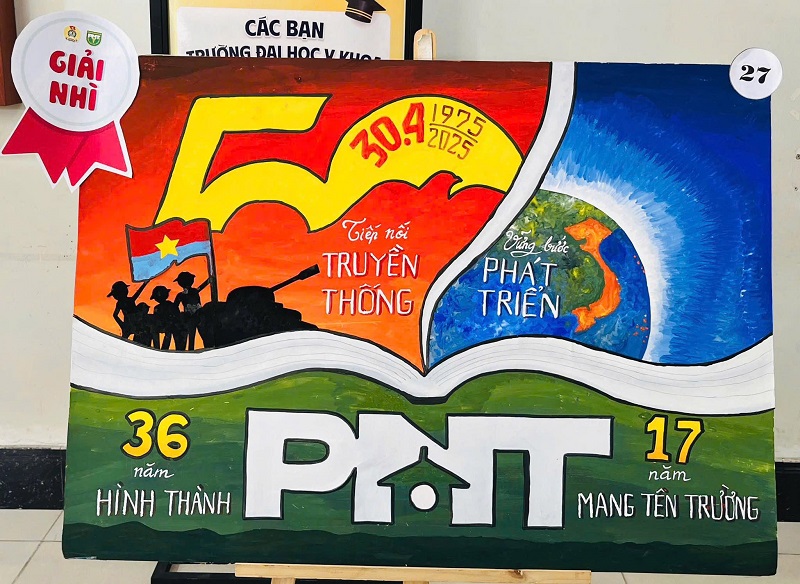 CÁC BẠN
TRƯỜNG ĐẠI HỌC Y KHOA
GIẢI
NHÌ
27
50
30.4
1975
2025
Tiếp nối
TRUYỀN
THỐNG
Vững bước
PHÁT
TRIỂN
36
năm
HÌNH THÀNH
PNT
17
năm
MANG TÊN TRƯỜNG